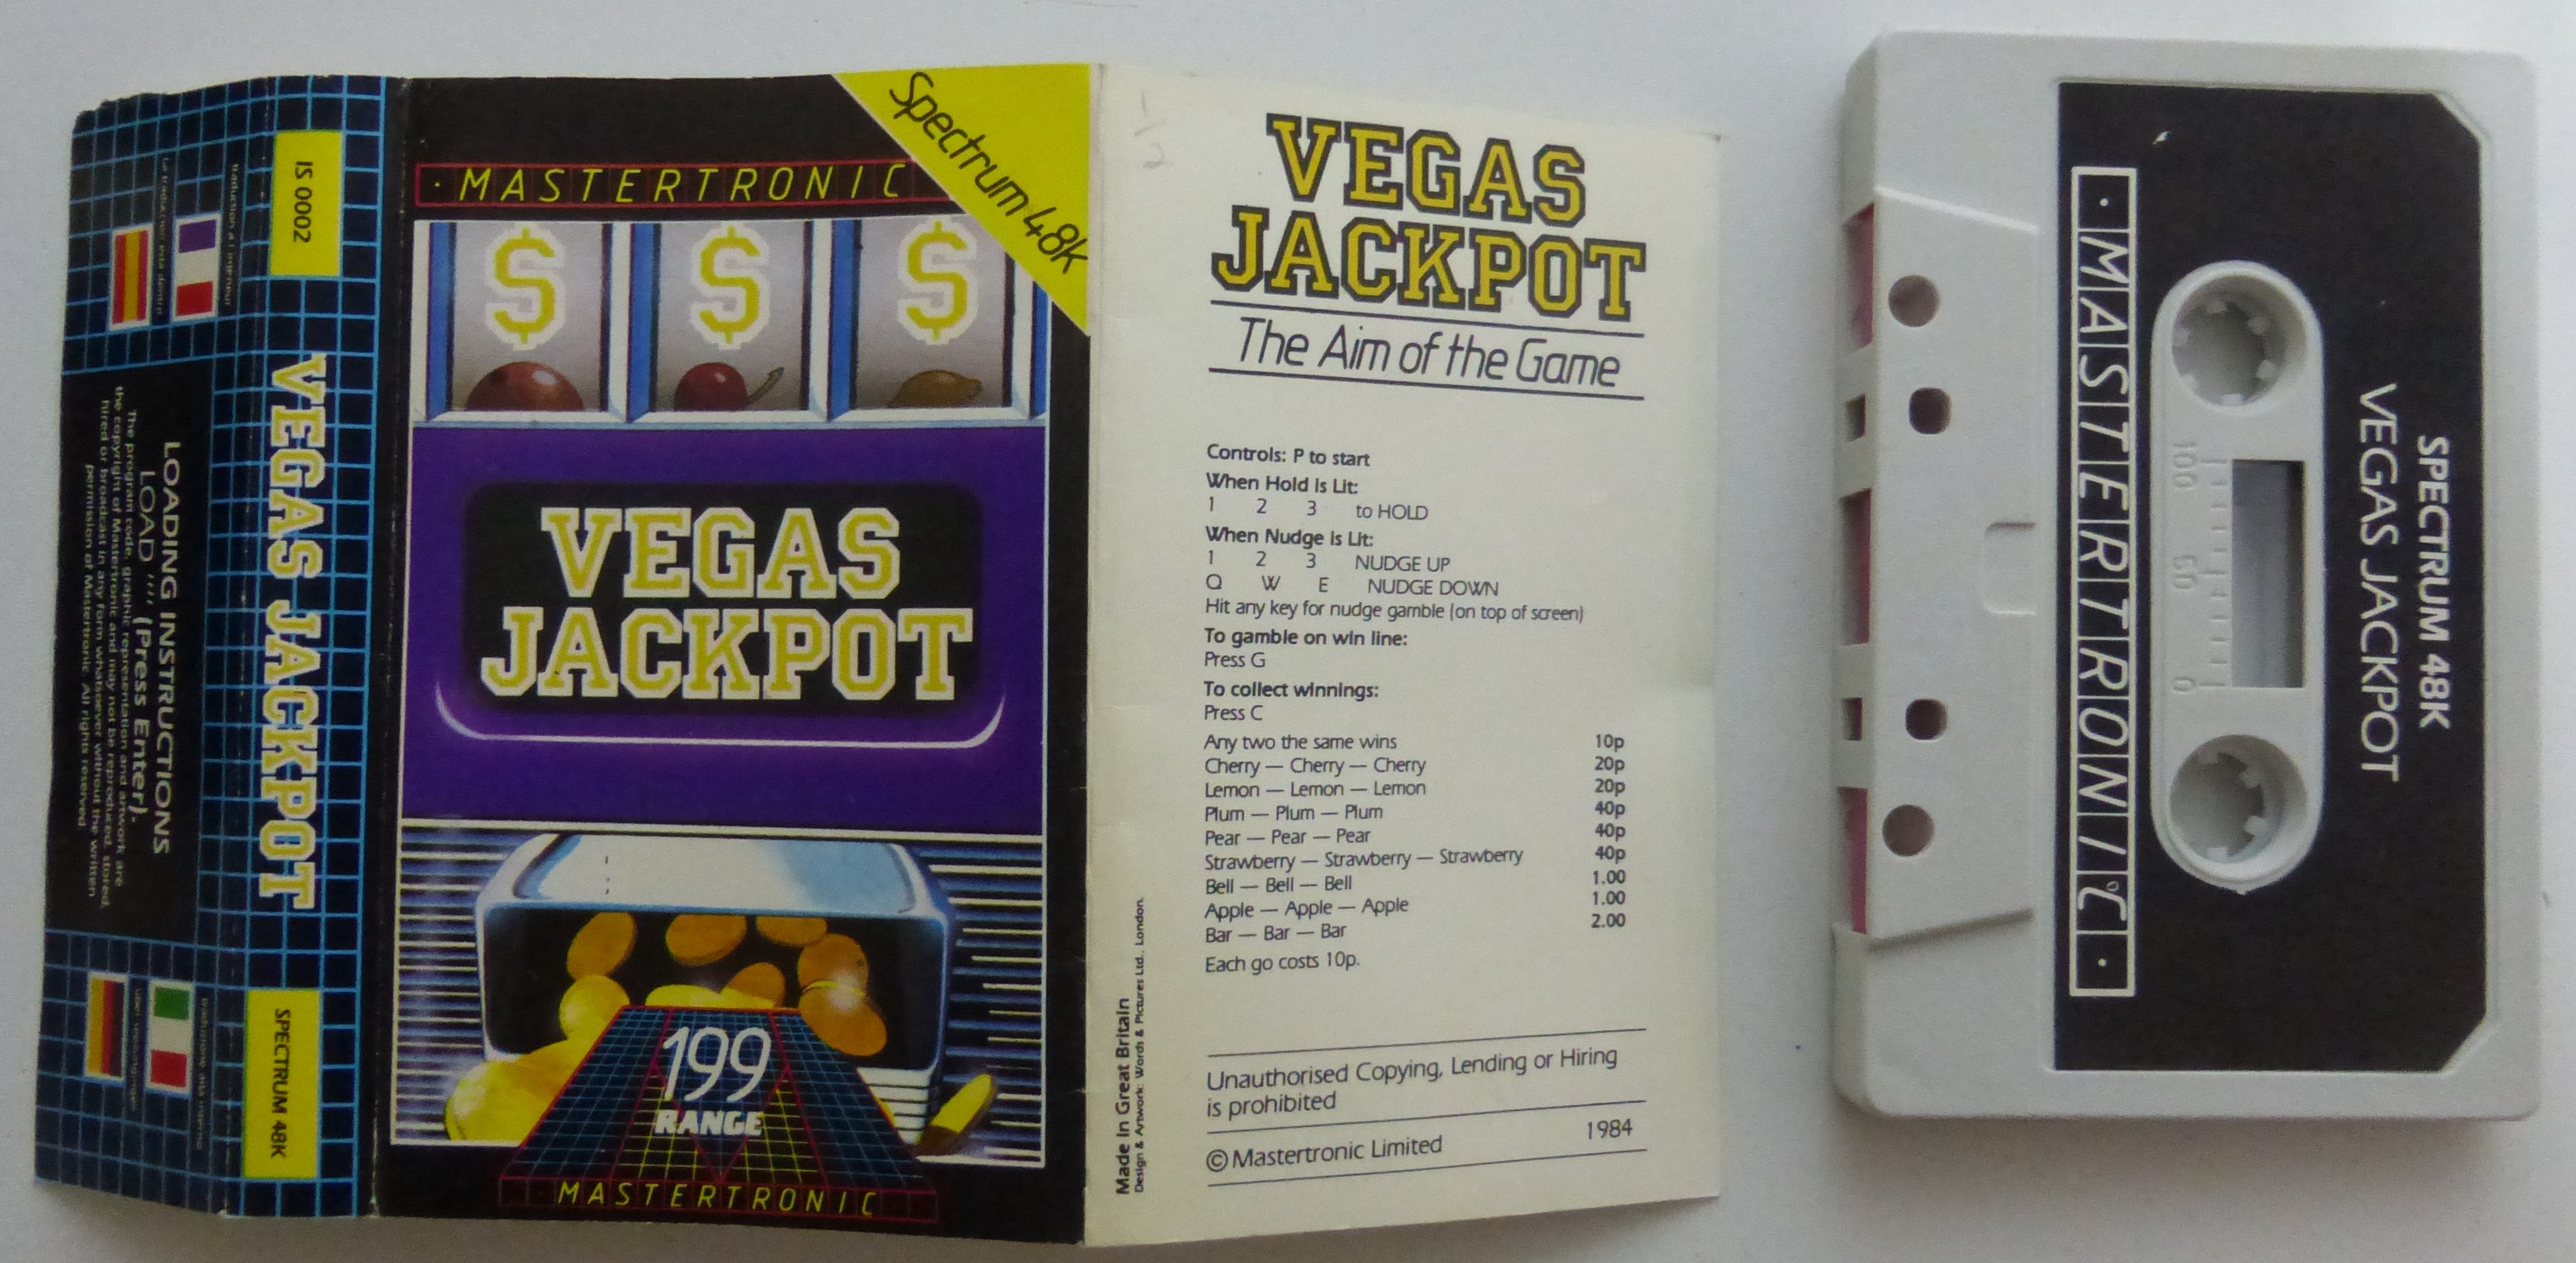 LOADING INSTRUCTIONS
LOAD "" (Press Enter).
The program code, graphic representation and artwork are
the copyright of Mastertronic and may not be reproduced, stored,
hired or broadcast in any form whatsoever without the written
permission of Mastertronic. All rights reserved.
IS 0002
VEGAS JACKPOT
SPECTRUM 48K
Spectrum 48K
· MASTERTRONIC
$ $ $
VEGAS
JACKPOT
199
RANGE
MASTERTRONIC
VEGAS
JACKPOT
The Aim of the Game
Controls: P to start
When Hold is Lit:
1 2 3 to HOLD
When Nudge is Lit:
1 2 3 NUDGE UP
Q W E NUDGE DOWN
Hit any key for nudge gamble (on top of screen)
To gamble on win line:
Press G
To collect winnings:
Press C
Any two the same wins 10p
Cherry — Cherry — Cherry 20p
Lemon — Lemon — Lemon 20p
Plum — Plum — Plum 40p
Pear — Pear — Pear 40p
Strawberry — Strawberry — Strawberry 40p
Bell — Bell — Bell 1.00
Apple — Apple — Apple 1.00
Bar — Bar — Bar 2.00
Each go costs 10p.
Unauthorised Copying, Lending or Hiring
is prohibited
© Mastertronic Limited 1984
Made in Great Britain
Design & Artwork: Words & Pictures Ltd., London.
SPECTRUM 48K
VEGAS JACKPOT
100 50 0
· MASTERTRONIC ·